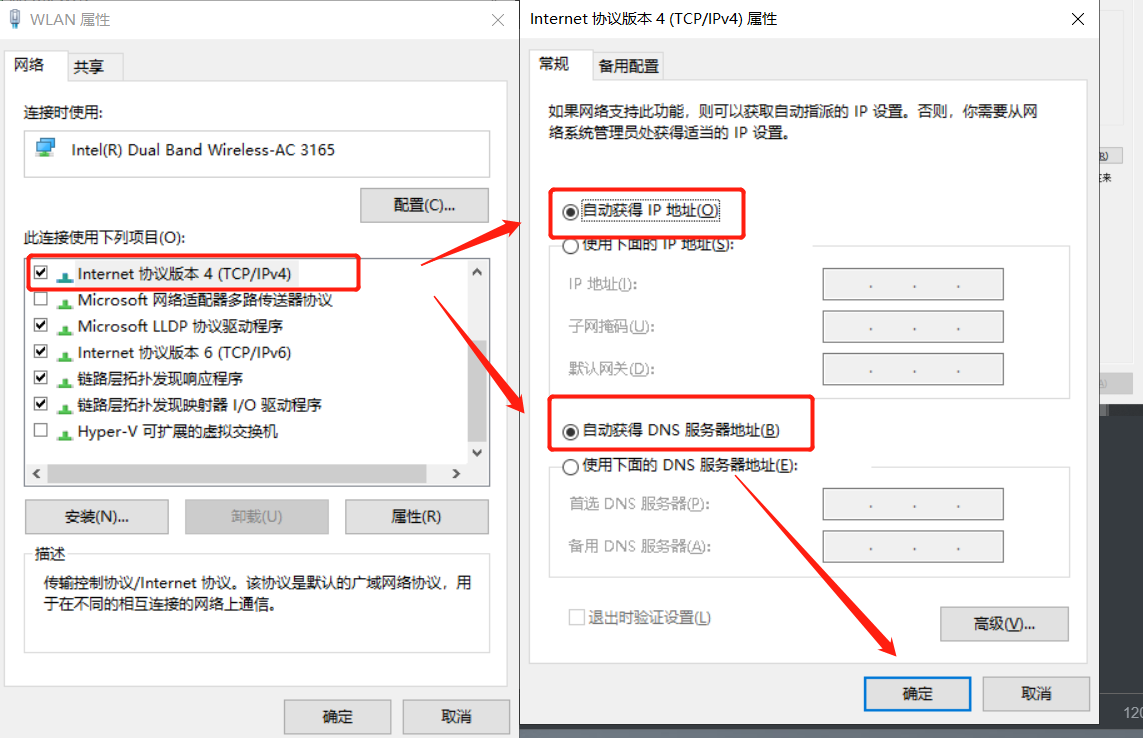 WLAN 属性
网络
共享
连接时使用:
Intel(R) Dual Band Wireless-AC 3165
配置(C)...
此连接使用下列项目(O):
Internet 协议版本 4 (TCP/IPv4)
Microsoft 网络适配器多路传送器协议
Microsoft LLDP 协议驱动程序
Internet 协议版本 6 (TCP/IPv6)
链路层拓扑发现响应程序
链路层拓扑发现映射器 I/O 驱动程序
Hyper-V 可扩展的虚拟交换机
安装(N)...
卸载(U)
属性(R)
描述
传输控制协议/Internet 协议。该协议是默认的广域网络协议，用
于在不同的相互连接的网络上通信。
确定
取消
Internet 协议版本 4 (TCP/IPv4) 属性
常规
备用配置
如果网络支持此功能，则可以获取自动指派的 IP 设置。否则，你需要从网
络系统管理员处获得适当的 IP 设置。
自动获得 IP 地址(O)
使用下面的 IP 地址(S):
IP 地址(I):
子网掩码(U):
默认网关(D):
自动获得 DNS 服务器地址(B)
使用下面的 DNS 服务器地址(E):
首选 DNS 服务器(P):
备用 DNS 服务器(A):
退出时验证设置(L)
高级(V)...
确定
取消
R)
来
120